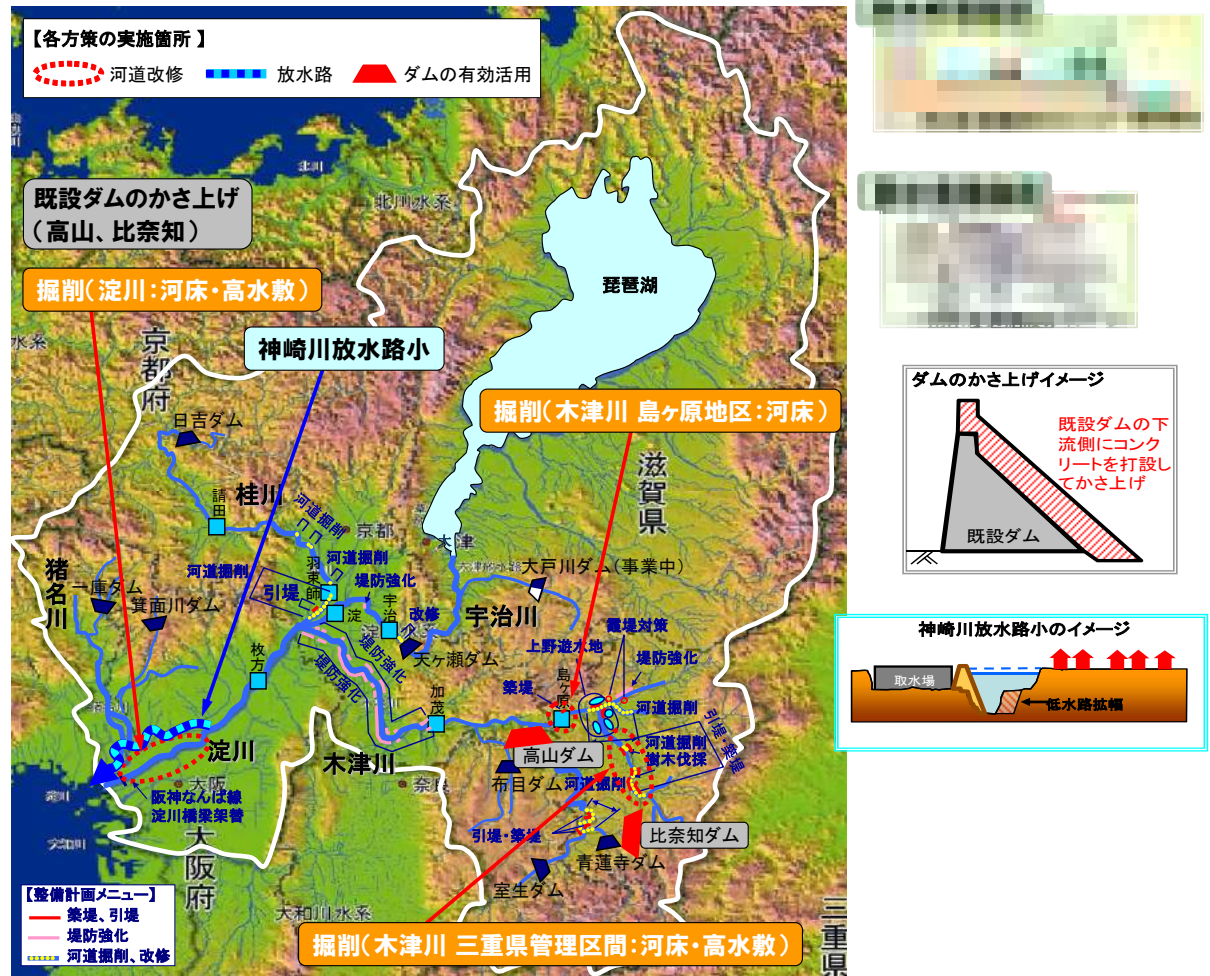 【各方策の実施箇所 】
河道改修 放水路 ダムの有効活用
既設ダムのかさ上げ
（高山、比奈知）
掘削（淀川：河床・高水敷）
神崎川放水路小
掘削（木津川 島ヶ原地区：河床）
北川水系
琵琶湖
水系
京都府
日吉ダム
桂川
請田
河道掘削
京都
大津
滋賀県
河道掘削
河道掘削
羽束師
堤防強化
大戸川ダム（事業中）
猪名川
一庫ダム
箕面川ダム
引堤
淀
宇治
改修
宇治川
天ヶ瀬ダム
堤防強化
堤防強化
枚方
加茂
上野遊水地
堤防強化
築堤
島ヶ原
河道掘削
引堤・築堤
淀川
木津川
高山ダム
河道掘削
樹木伐採
布目ダム
河道掘削
大阪
奈良
阪神なんば線
淀川橋梁架替
大阪府
引堤・築堤
比奈知ダム
青蓮寺ダム
室生ダム
大和川水系
三重県
掘削（木津川 三重県管理区間：河床・高水敷）
【整備計画メニュー】
築堤、引堤
堤防強化
河道掘削、改修
ダムのかさ上げイメージ
既設ダムの下
流側にコンク
リートを打設し
てかさ上げ
既設ダム
神崎川放水路小のイメージ
取水場
低水路拡幅